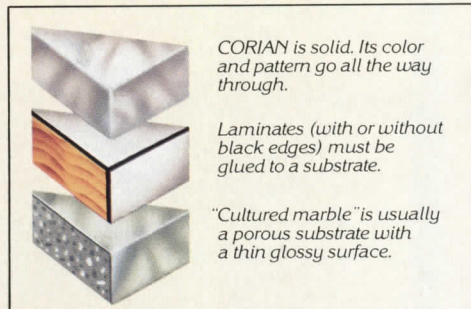 CORIAN is solid. Its color
and pattern go all the way
through.
Laminates (with or without
black edges) must be
glued to a substrate.
"Cultured marble" is usually
a porous substrate with
a thin glossy surface.